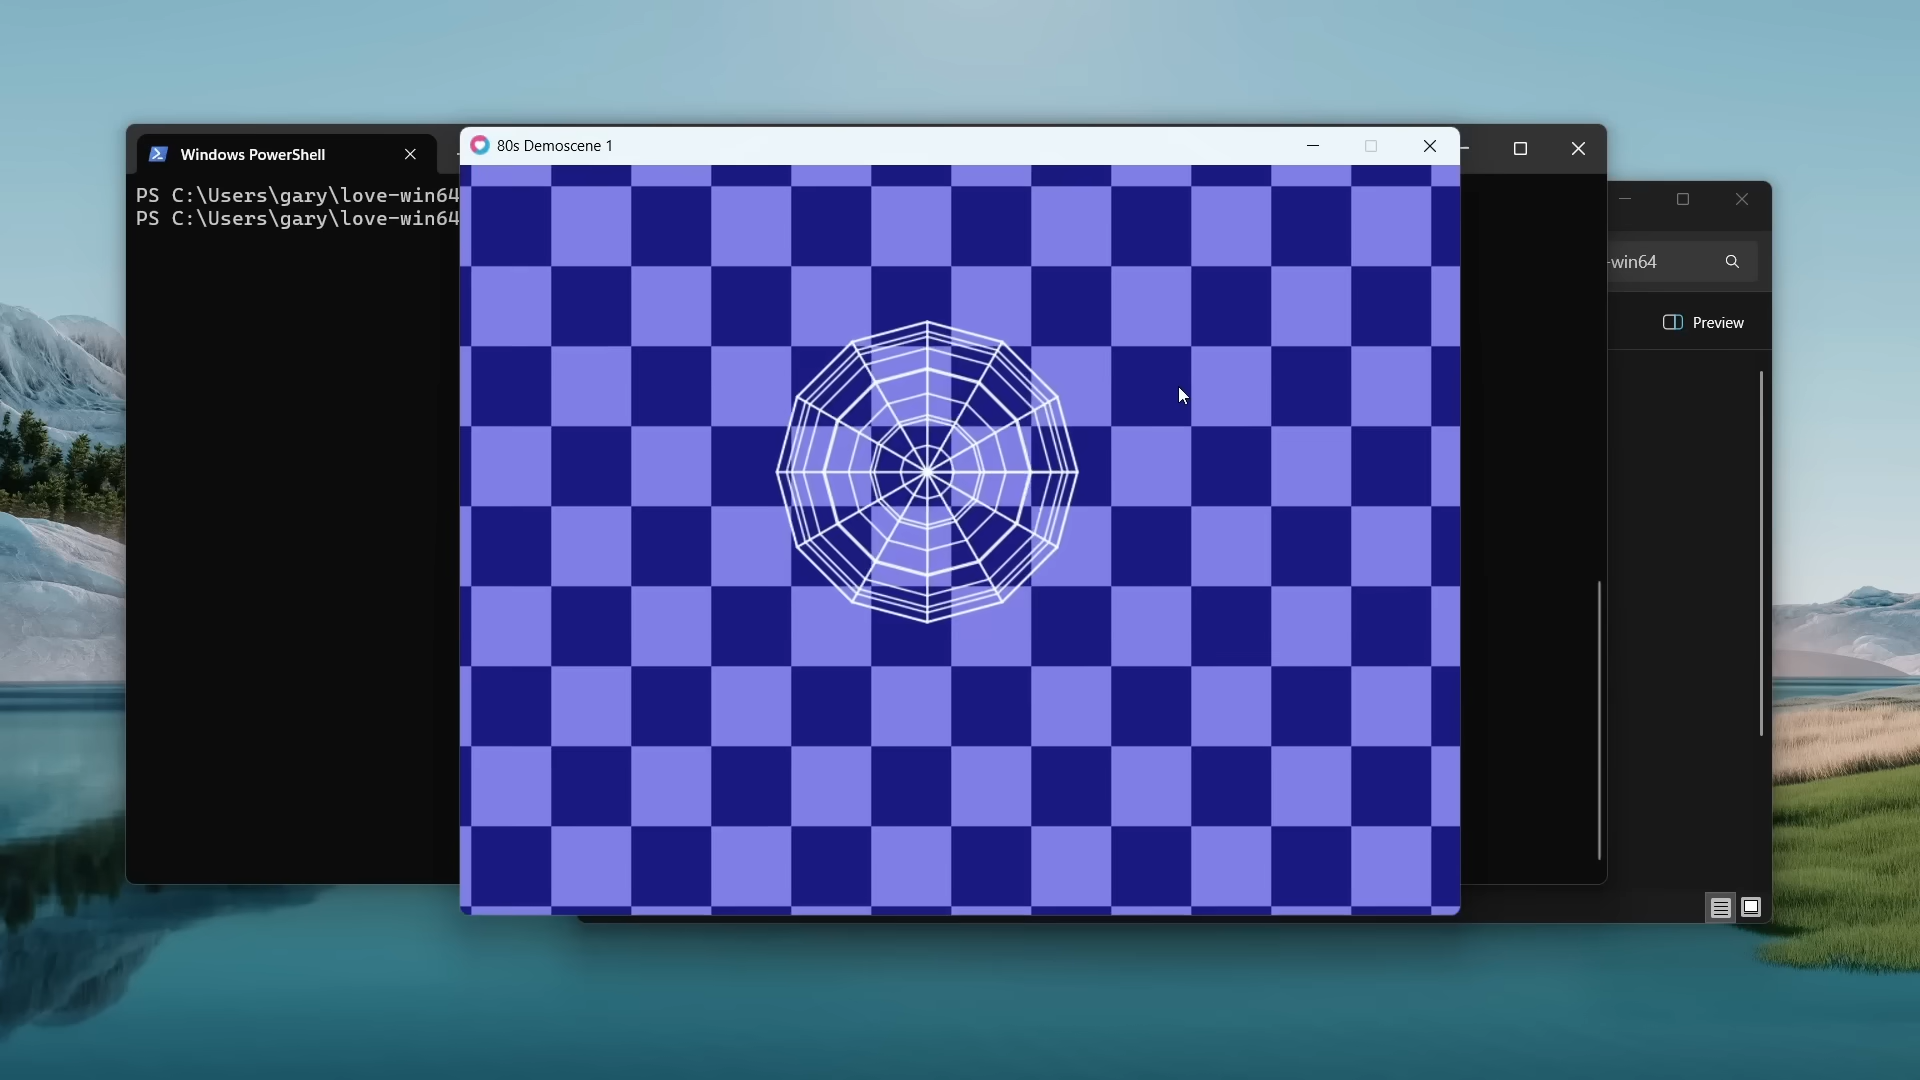 Windows PowerShell
80s Demoscene 1
PS C:\Users\gary\love-win64
PS C:\Users\gary\love-win64
-win64
Preview